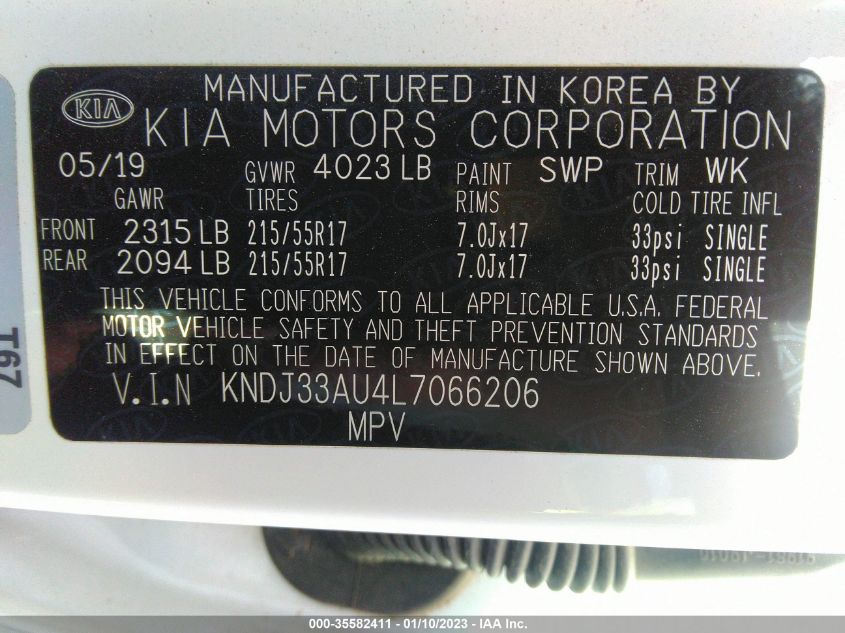 MANUFACTURED IN KOREA BY
KIA KIA MOTORS CORPORATION
05/19 GVWR 4023 LB PAINT SWP TRIM WK
GAWR TIRES RIMS COLD TIRE INFL
FRONT 2315 LB 215/55R17 7.0Jx17 33psi SINGLE
REAR 2094 LB 215/55R17 7.0Jx17 33psi SINGLE
THIS VEHICLE CONFORMS TO ALL APPLICABLE U.S.A. FEDERAL
MOTOR VEHICLE SAFETY AND THEFT PREVENTION STANDARDS
IN EFFECT ON THE DATE OF MANUFACTURE SHOWN ABOVE.
V.I.N KNDJ33AU4L7066206
MPV
T67
000-35582411 - 01/10/2023 - IAA Inc.